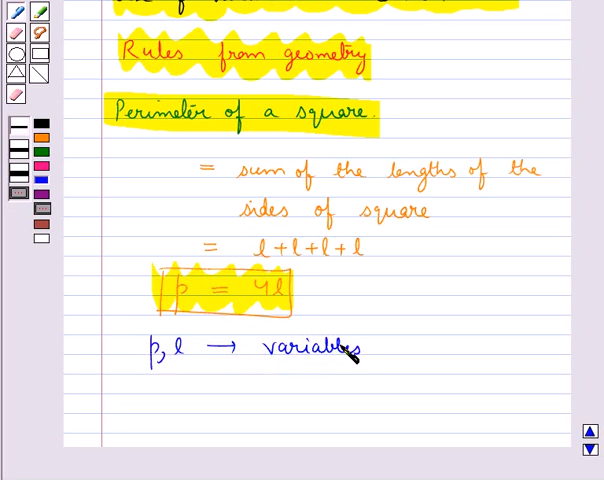 Rules from geometry
Perimeter of a square.
= sum of the lengths of the
sides of square
= l + l + l + l
p = 4l
p, l → variables